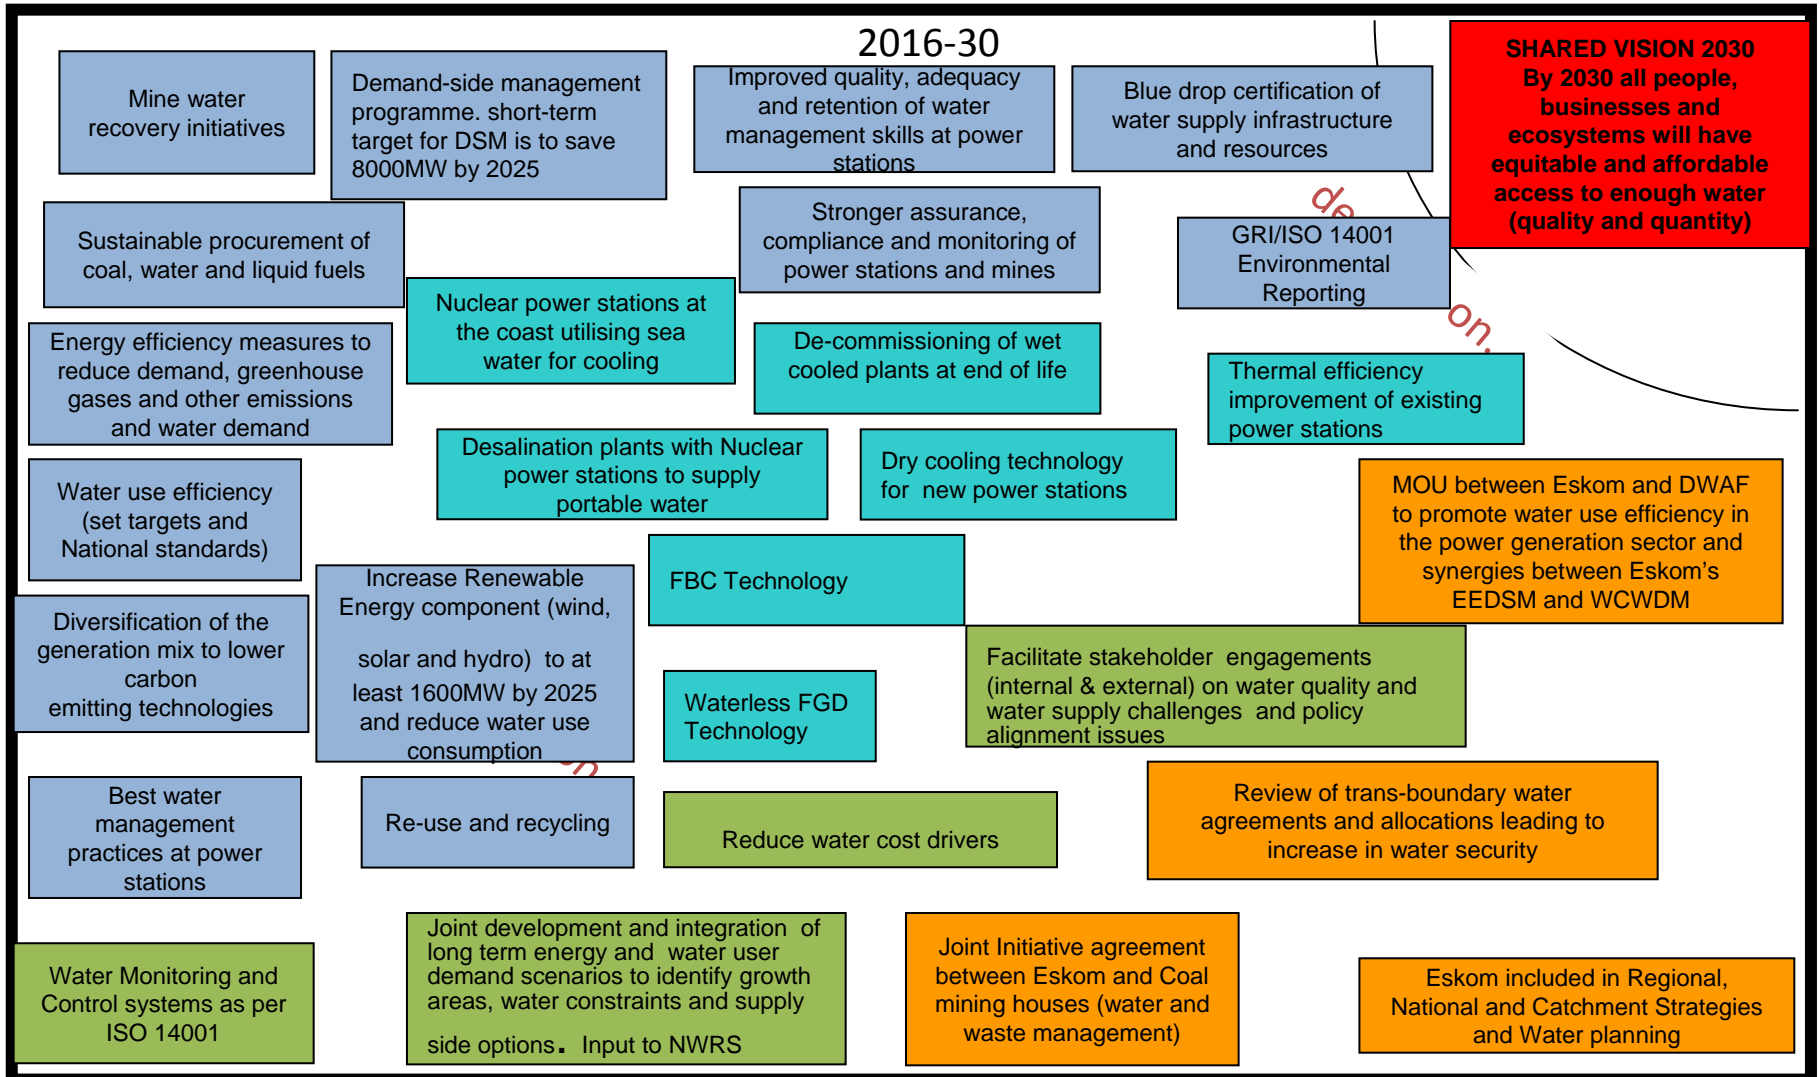 2016-30
SHARED VISION 2030
By 2030 all people,
businesses and
ecosystems will have
equitable and affordable
access to enough water
(quality and quantity)
Mine water
recovery initiatives
Demand-side management
programme. short-term
target for DSM is to save
8000MW by 2025
Improved quality, adequacy
and retention of water
management skills at power
stations
Blue drop certification of
water supply infrastructure
and resources
Sustainable procurement of
coal, water and liquid fuels
Stronger assurance,
compliance and monitoring of
power stations and mines
de
GRI/ISO 14001
Environmental
Reporting
on.
Nuclear power stations at
the coast utilising sea
water for cooling
Energy efficiency measures to
reduce demand, greenhouse
gases and other emissions
and water demand
De-commissioning of wet
cooled plants at end of life
Thermal efficiency
improvement of existing
power stations
Desalination plants with Nuclear
power stations to supply
portable water
Dry cooling technology
for new power stations
Water use efficiency
(set targets and
National standards)
MOU between Eskom and DWAF
to promote water use efficiency in
the power generation sector and
synergies between Eskom's
EEDSM and WCWDM
FBC Technology
Increase Renewable
Energy component (wind,
solar and hydro) to at
least 1600MW by 2025
and reduce water use
consumption
Diversification of the
generation mix to lower
carbon
emitting technologies
Facilitate stakeholder engagements
(internal & external) on water quality and
water supply challenges and policy
alignment issues
Waterless FGD
Technology
Best water
management
practices at power
stations
Re-use and recycling
Reduce water cost drivers
Review of trans-boundary water
agreements and allocations leading to
increase in water security
Water Monitoring and
Control systems as per
ISO 14001
Joint development and integration of
long term energy and water user
demand scenarios to identify growth
areas, water constraints and supply
side options. Input to NWRS
Joint Initiative agreement
between Eskom and Coal
mining houses (water and
waste management)
Eskom included in Regional,
National and Catchment Strategies
and Water planning